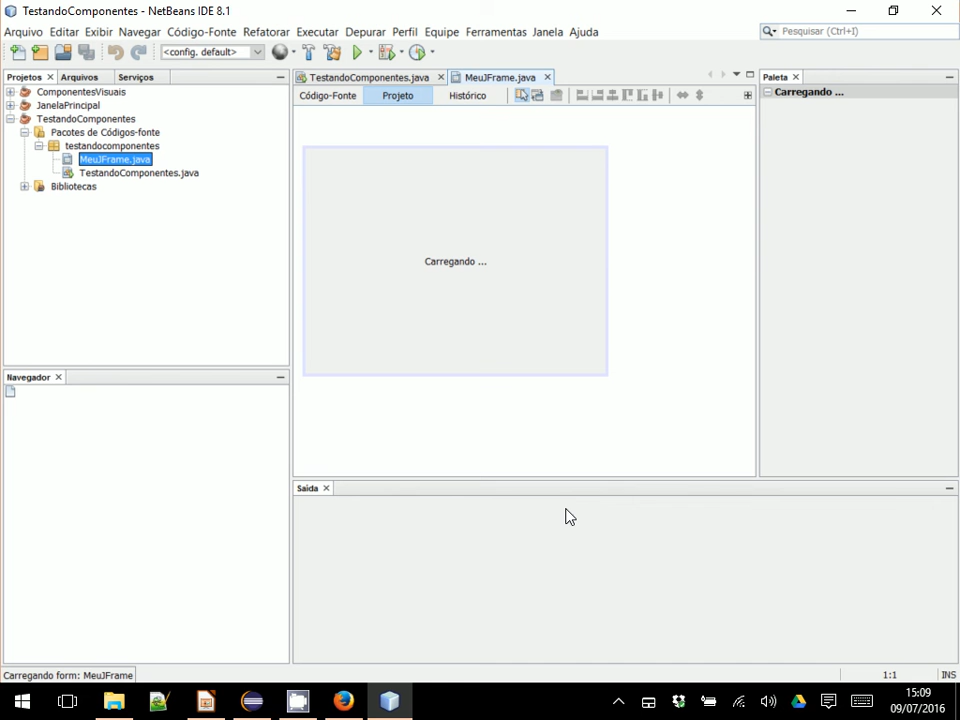 TestandoComponentes - NetBeans IDE 8.1
Arquivo Editar Exibir Navegar Código-Fonte Refatorar Executar Depurar Perfil Equipe Ferramentas Janela Ajuda
Pesquisar (Ctrl+I)
<config. default>
Projetos Arquivos Serviços
TestandoComponentes.java MeuJFrame.java
Paleta
Código-Fonte Projeto Histórico
Carregando ...
ComponentesVisuais
JanelaPrincipal
TestandoComponentes
Pacotes de Códigos-fonte
testandocomponentes
MeuJFrame.java
TestandoComponentes.java
Bibliotecas
Carregando ...
Navegador
Saída
Carregando form: MeuJFrame
1:1
INS
15:09
09/07/2016